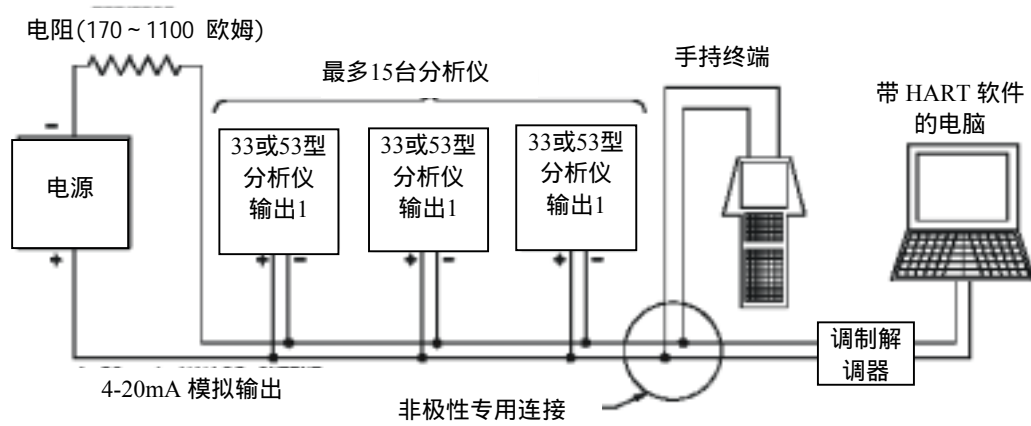 电阻(170 ~ 1100 欧姆)
最多15台分析仪
手持终端
带 HART 软件
的电脑
-
电源
+
33或53型
分析仪
输出1
+ -
33或53型
分析仪
输出1
+ -
33或53型
分析仪
输出1
+ -
调制解
调器
4-20mA 模拟输出
非极性专用连接